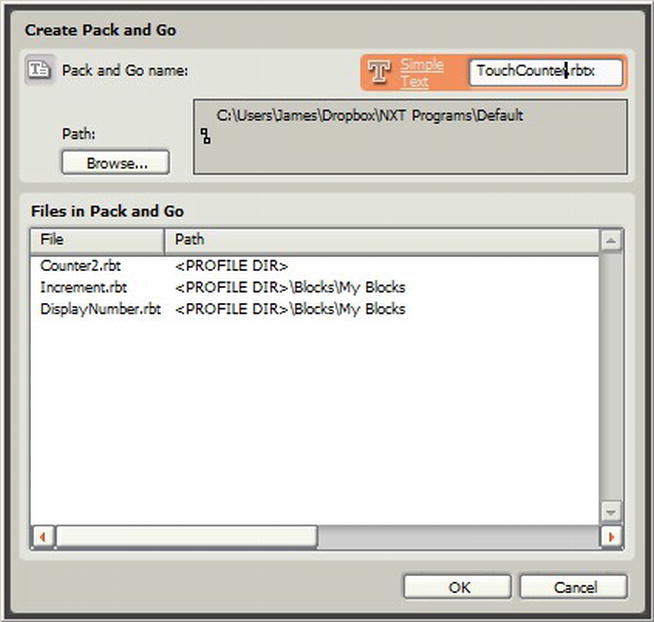 Create Pack and Go
Pack and Go name:
Simple
Text
TouchCounter.rbtx
C:\Users\James\Dropbox\NXT Programs\Default
Path:
Browse...
Files in Pack and Go
File Path
Counter2.rbt <PROFILE DIR>
Increment.rbt <PROFILE DIR>\Blocks\My Blocks
DisplayNumber.rbt <PROFILE DIR>\Blocks\My Blocks
OK Cancel